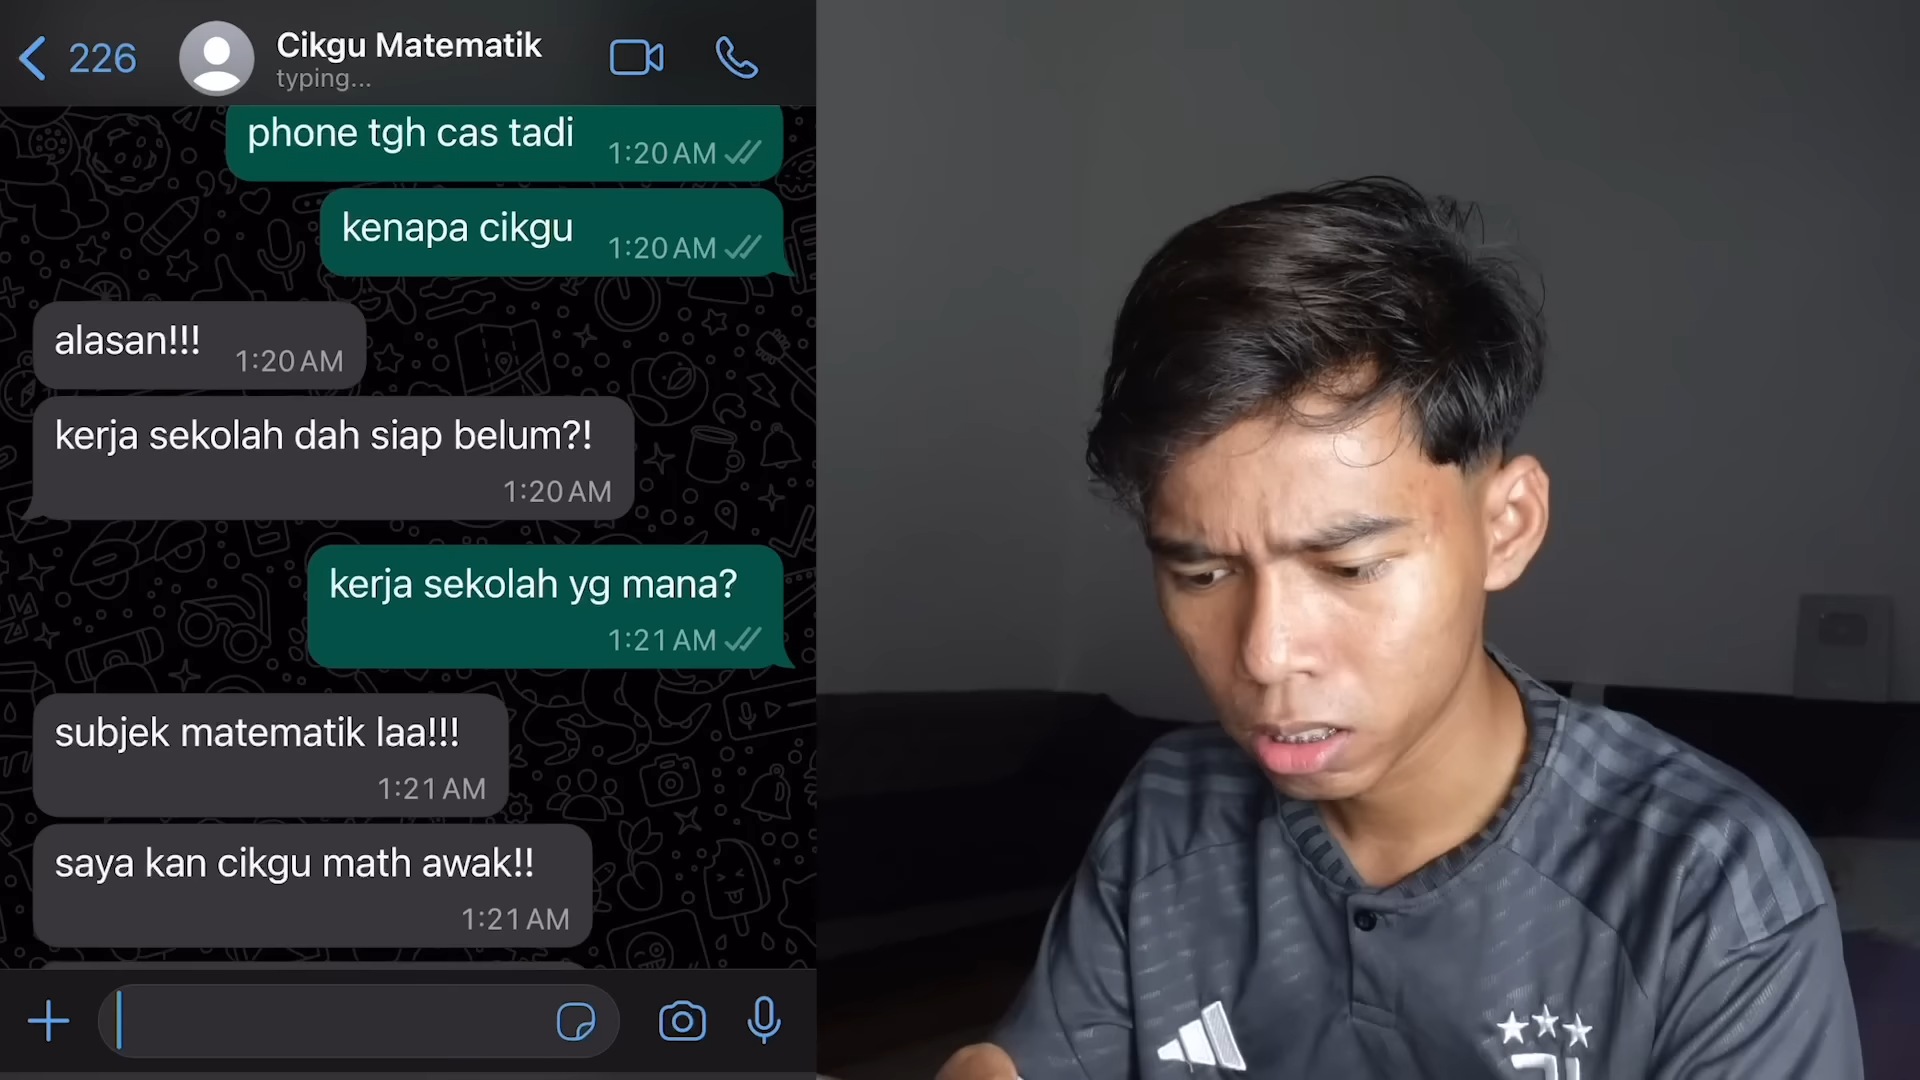 226
Cikgu Matematik
typing...
phone tgh cas tadi
1:20 AM
kenapa cikgu
1:20 AM
alasan!!!
1:20 AM
kerja sekolah dah siap belum?!
1:20 AM
kerja sekolah yg mana?
1:21 AM
subjek matematik laa!!!
1:21 AM
saya kan cikgu math awak!!
1:21 AM